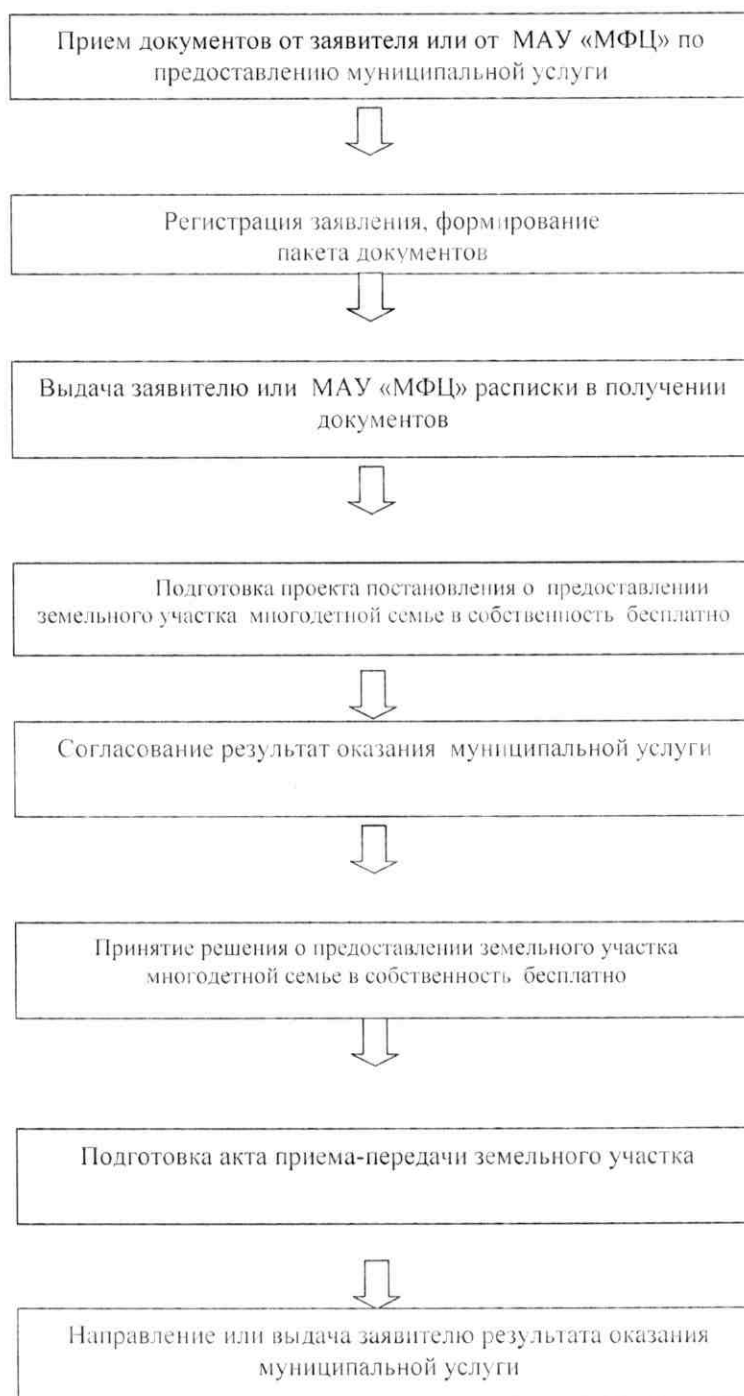 Прием документов от заявителя или от МАУ «МФЦ» по
предоставлению муниципальной услуги
Регистрация заявления, формирование
пакета документов
Выдача заявителю или МАУ «МФЦ» расписки в получении
документов
Подготовка проекта постановления о предоставлении
земельного участка многодетной семье в собственность бесплатно
Согласование результат оказания муниципальной услуги
Принятие решения о предоставлении земельного участка
многодетной семье в собственность бесплатно
Подготовка акта приема-передачи земельного участка
Направление или выдача заявителю результата оказания
муниципальной услуги